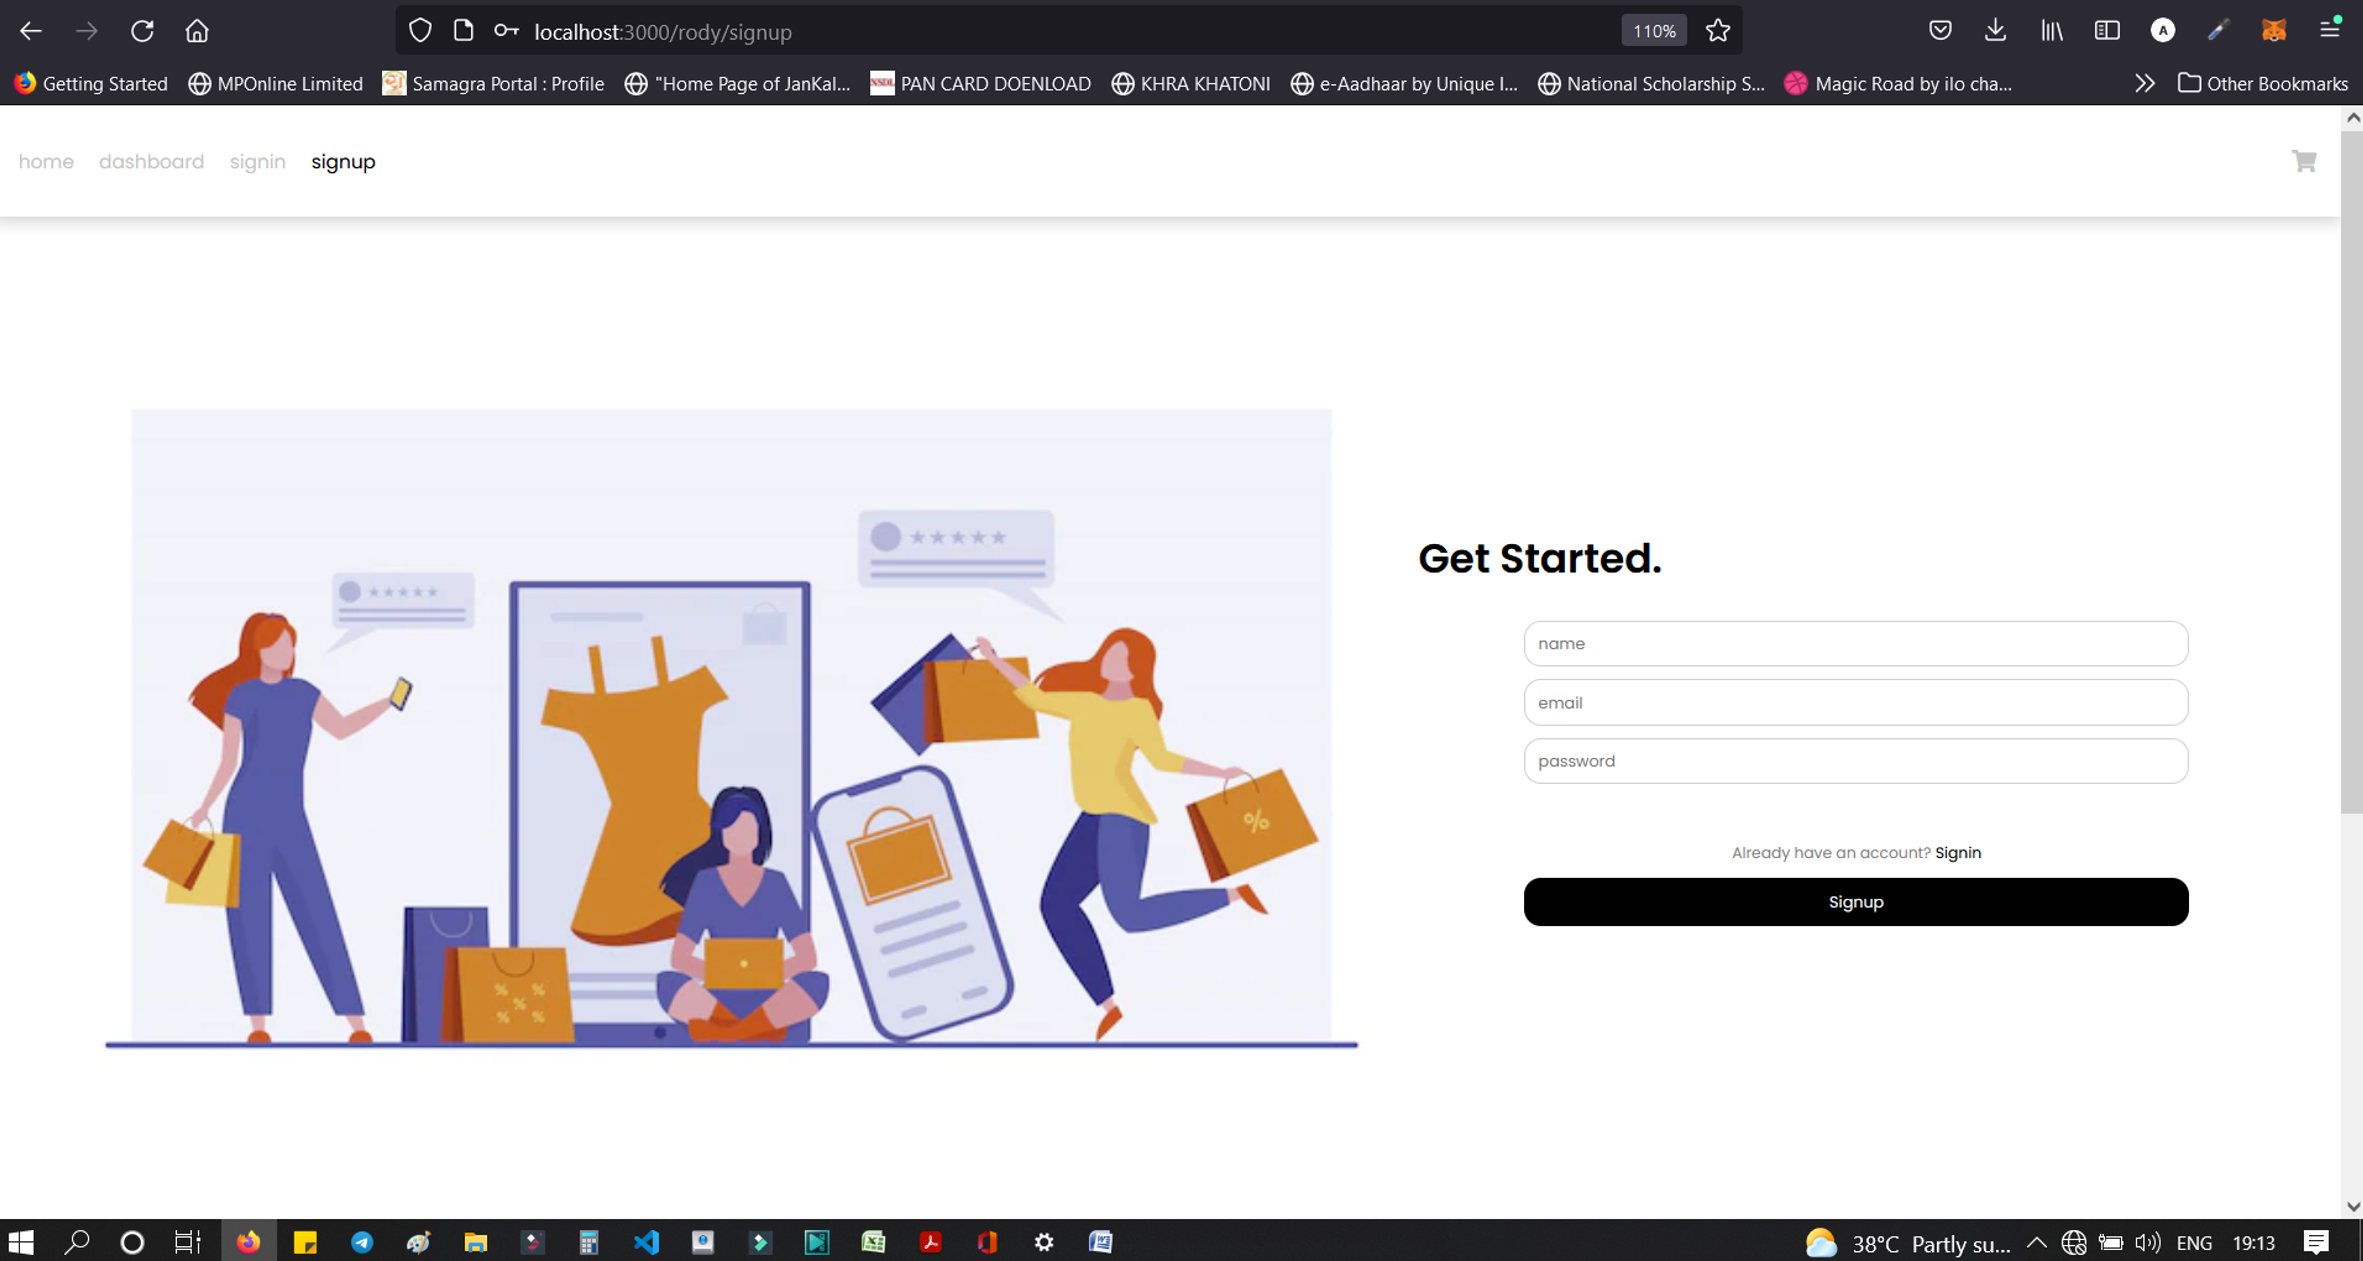 localhost:3000/rody/signup 110%
Getting Started MPOnline Limited Samagra Portal : Profile "Home Page of JanKal... NSDL PAN CARD DOENLOAD KHRA KHATONI e-Aadhaar by Unique I... National Scholarship S... Magic Road by ilo cha... Other Bookmarks
home dashboard signin signup
Get Started.
name
email
password
Already have an account? Signin
Signup
38°C Partly su... ENG 19:13